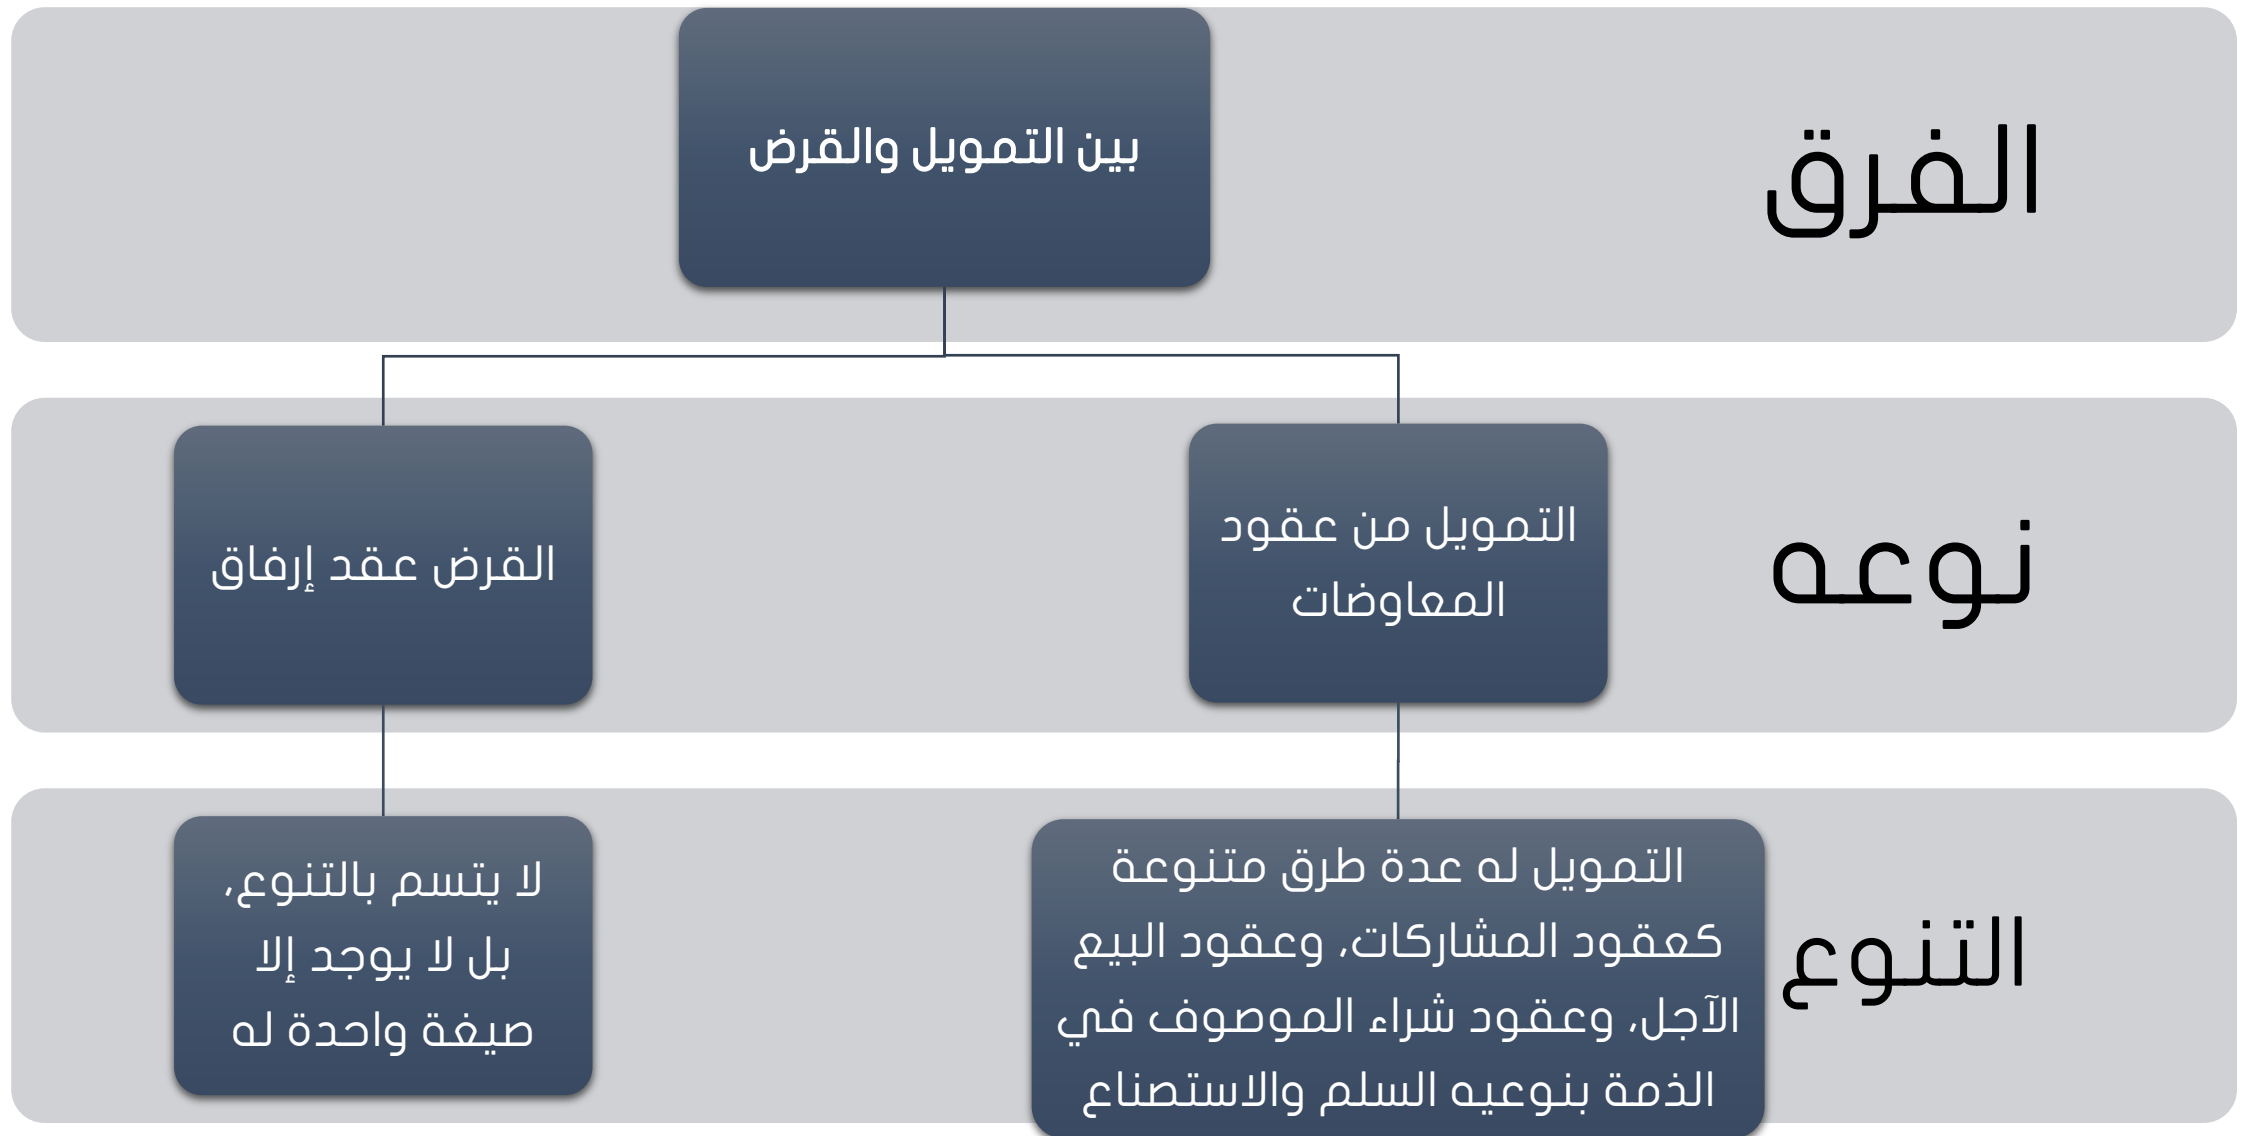 الفرق
بين التمويل والقرض
نوعه
التمويل من عقود
المعاوضات
القرض عقد إرفاق
التنوع
التمويل له عدة طرق متنوعة
كعقود المشاركات، وعقود البيع
الآجل، وعقود شراء الموصوف في
الذمة بنوعيه السلم والاستصناع
لا يتسم بالتنوع،
بل لا يوجد إلا
صيغة واحدة له